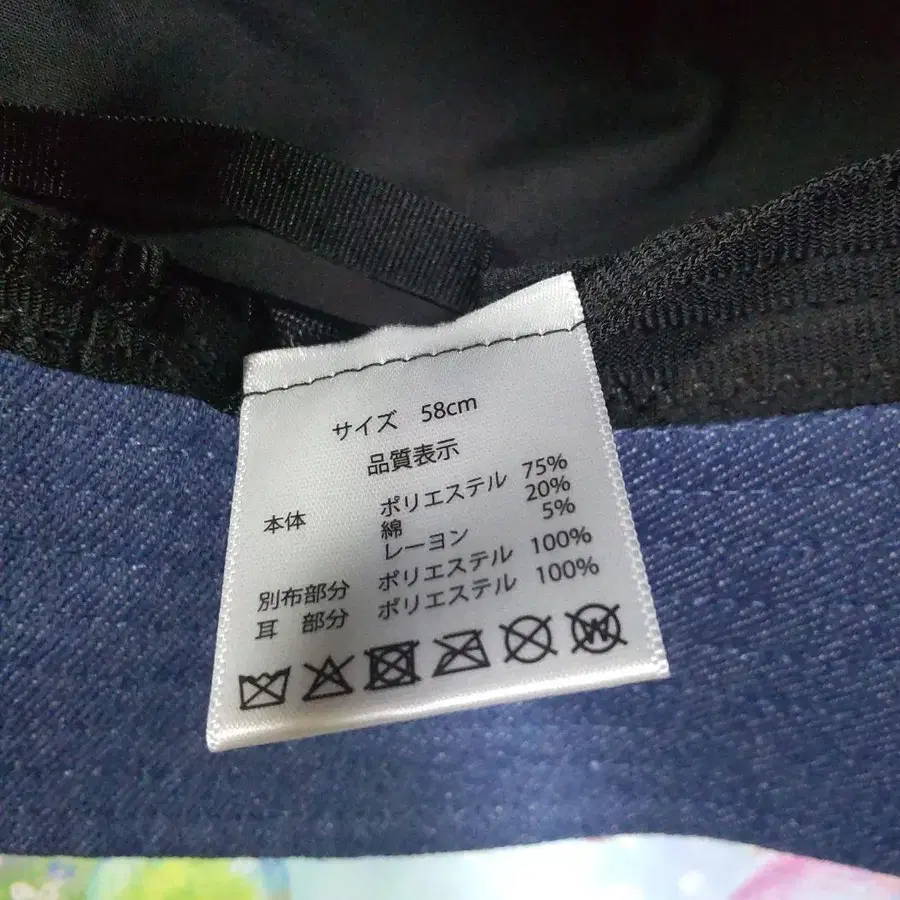 サイズ 58cm
品質表示
本体 ポリエステル 75%
綿 20%
レーヨン 5%
別布部分 ポリエステル 100%
耳 部分 ポリエステル 100%
W